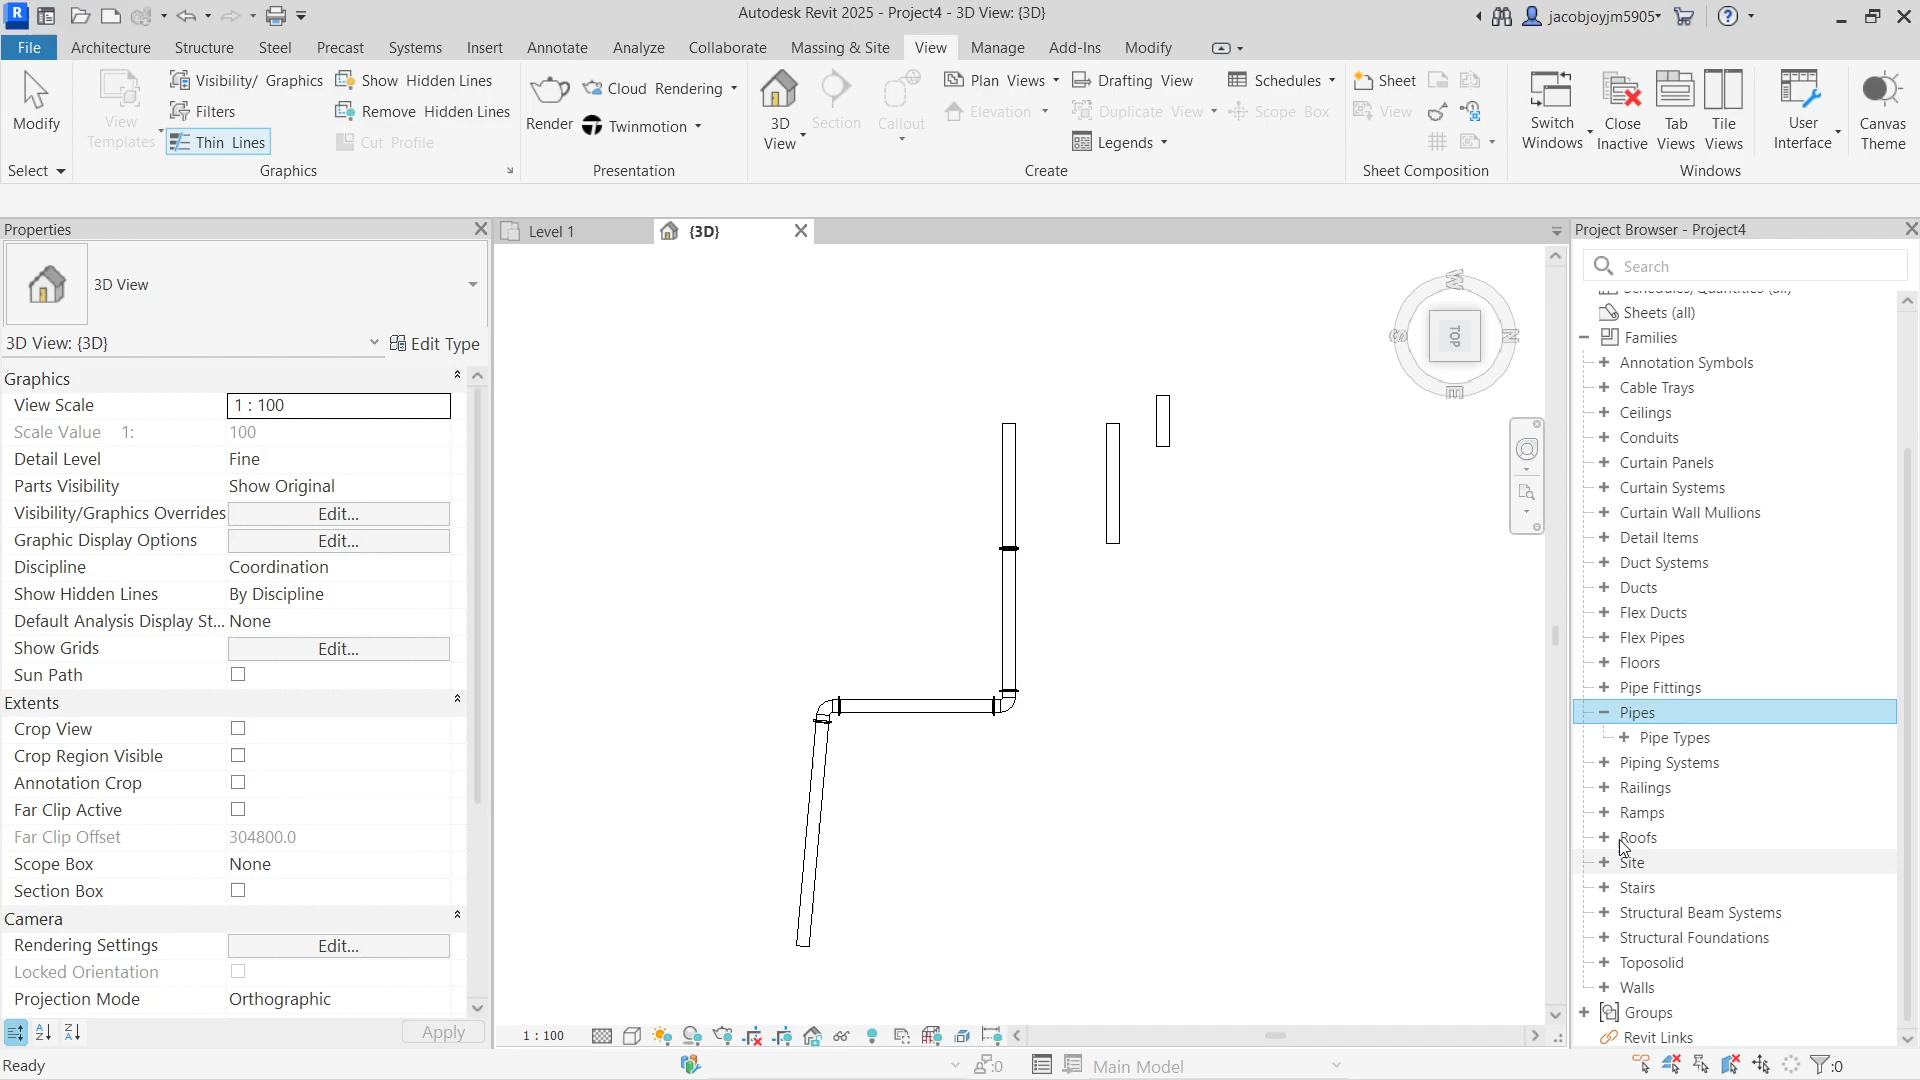 R
Autodesk Revit 2025 - Project4 - 3D View: {3D}
jacobjoyjm5905
File Architecture Structure Steel Precast Systems Insert Annotate Analyze Collaborate Massing & Site View Manage Add-Ins Modify
Modify
Select
View Templates
Visibility/ Graphics
Filters
Thin Lines
Show Hidden Lines
Remove Hidden Lines
Cut Profile
Graphics
Render
Cloud Rendering
Twinmotion
Presentation
3D View
Section
Callout
Plan Views
Elevation
Drafting View
Duplicate View
Legends
Schedules
Scope Box
Create
Sheet
View
Sheet Composition
Switch Windows
Close Inactive
Tab Views
Tile Views
User Interface
Windows
Canvas Theme
Properties
3D View
3D View: {3D}
Edit Type
Graphics
View Scale 1 : 100
Scale Value 1: 100
Detail Level Fine
Parts Visibility Show Original
Visibility/Graphics Overrides Edit...
Graphic Display Options Edit...
Discipline Coordination
Show Hidden Lines By Discipline
Default Analysis Display St... None
Show Grids Edit...
Sun Path
Extents
Crop View
Crop Region Visible
Annotation Crop
Far Clip Active
Far Clip Offset 304800.0
Scope Box None
Section Box
Camera
Rendering Settings Edit...
Locked Orientation
Projection Mode Orthographic
Apply
Level 1
{3D}
W
S
TOP
N
E
1 : 100
Project Browser - Project4
Search
Schedules/Quantities (all)
Sheets (all)
Families
Annotation Symbols
Cable Trays
Ceilings
Conduits
Curtain Panels
Curtain Systems
Curtain Wall Mullions
Detail Items
Duct Systems
Ducts
Flex Ducts
Flex Pipes
Floors
Pipe Fittings
Pipes
Pipe Types
Piping Systems
Railings
Ramps
Roofs
Site
Stairs
Structural Beam Systems
Structural Foundations
Toposolid
Walls
Groups
Revit Links
Ready
:0
Main Model
:0